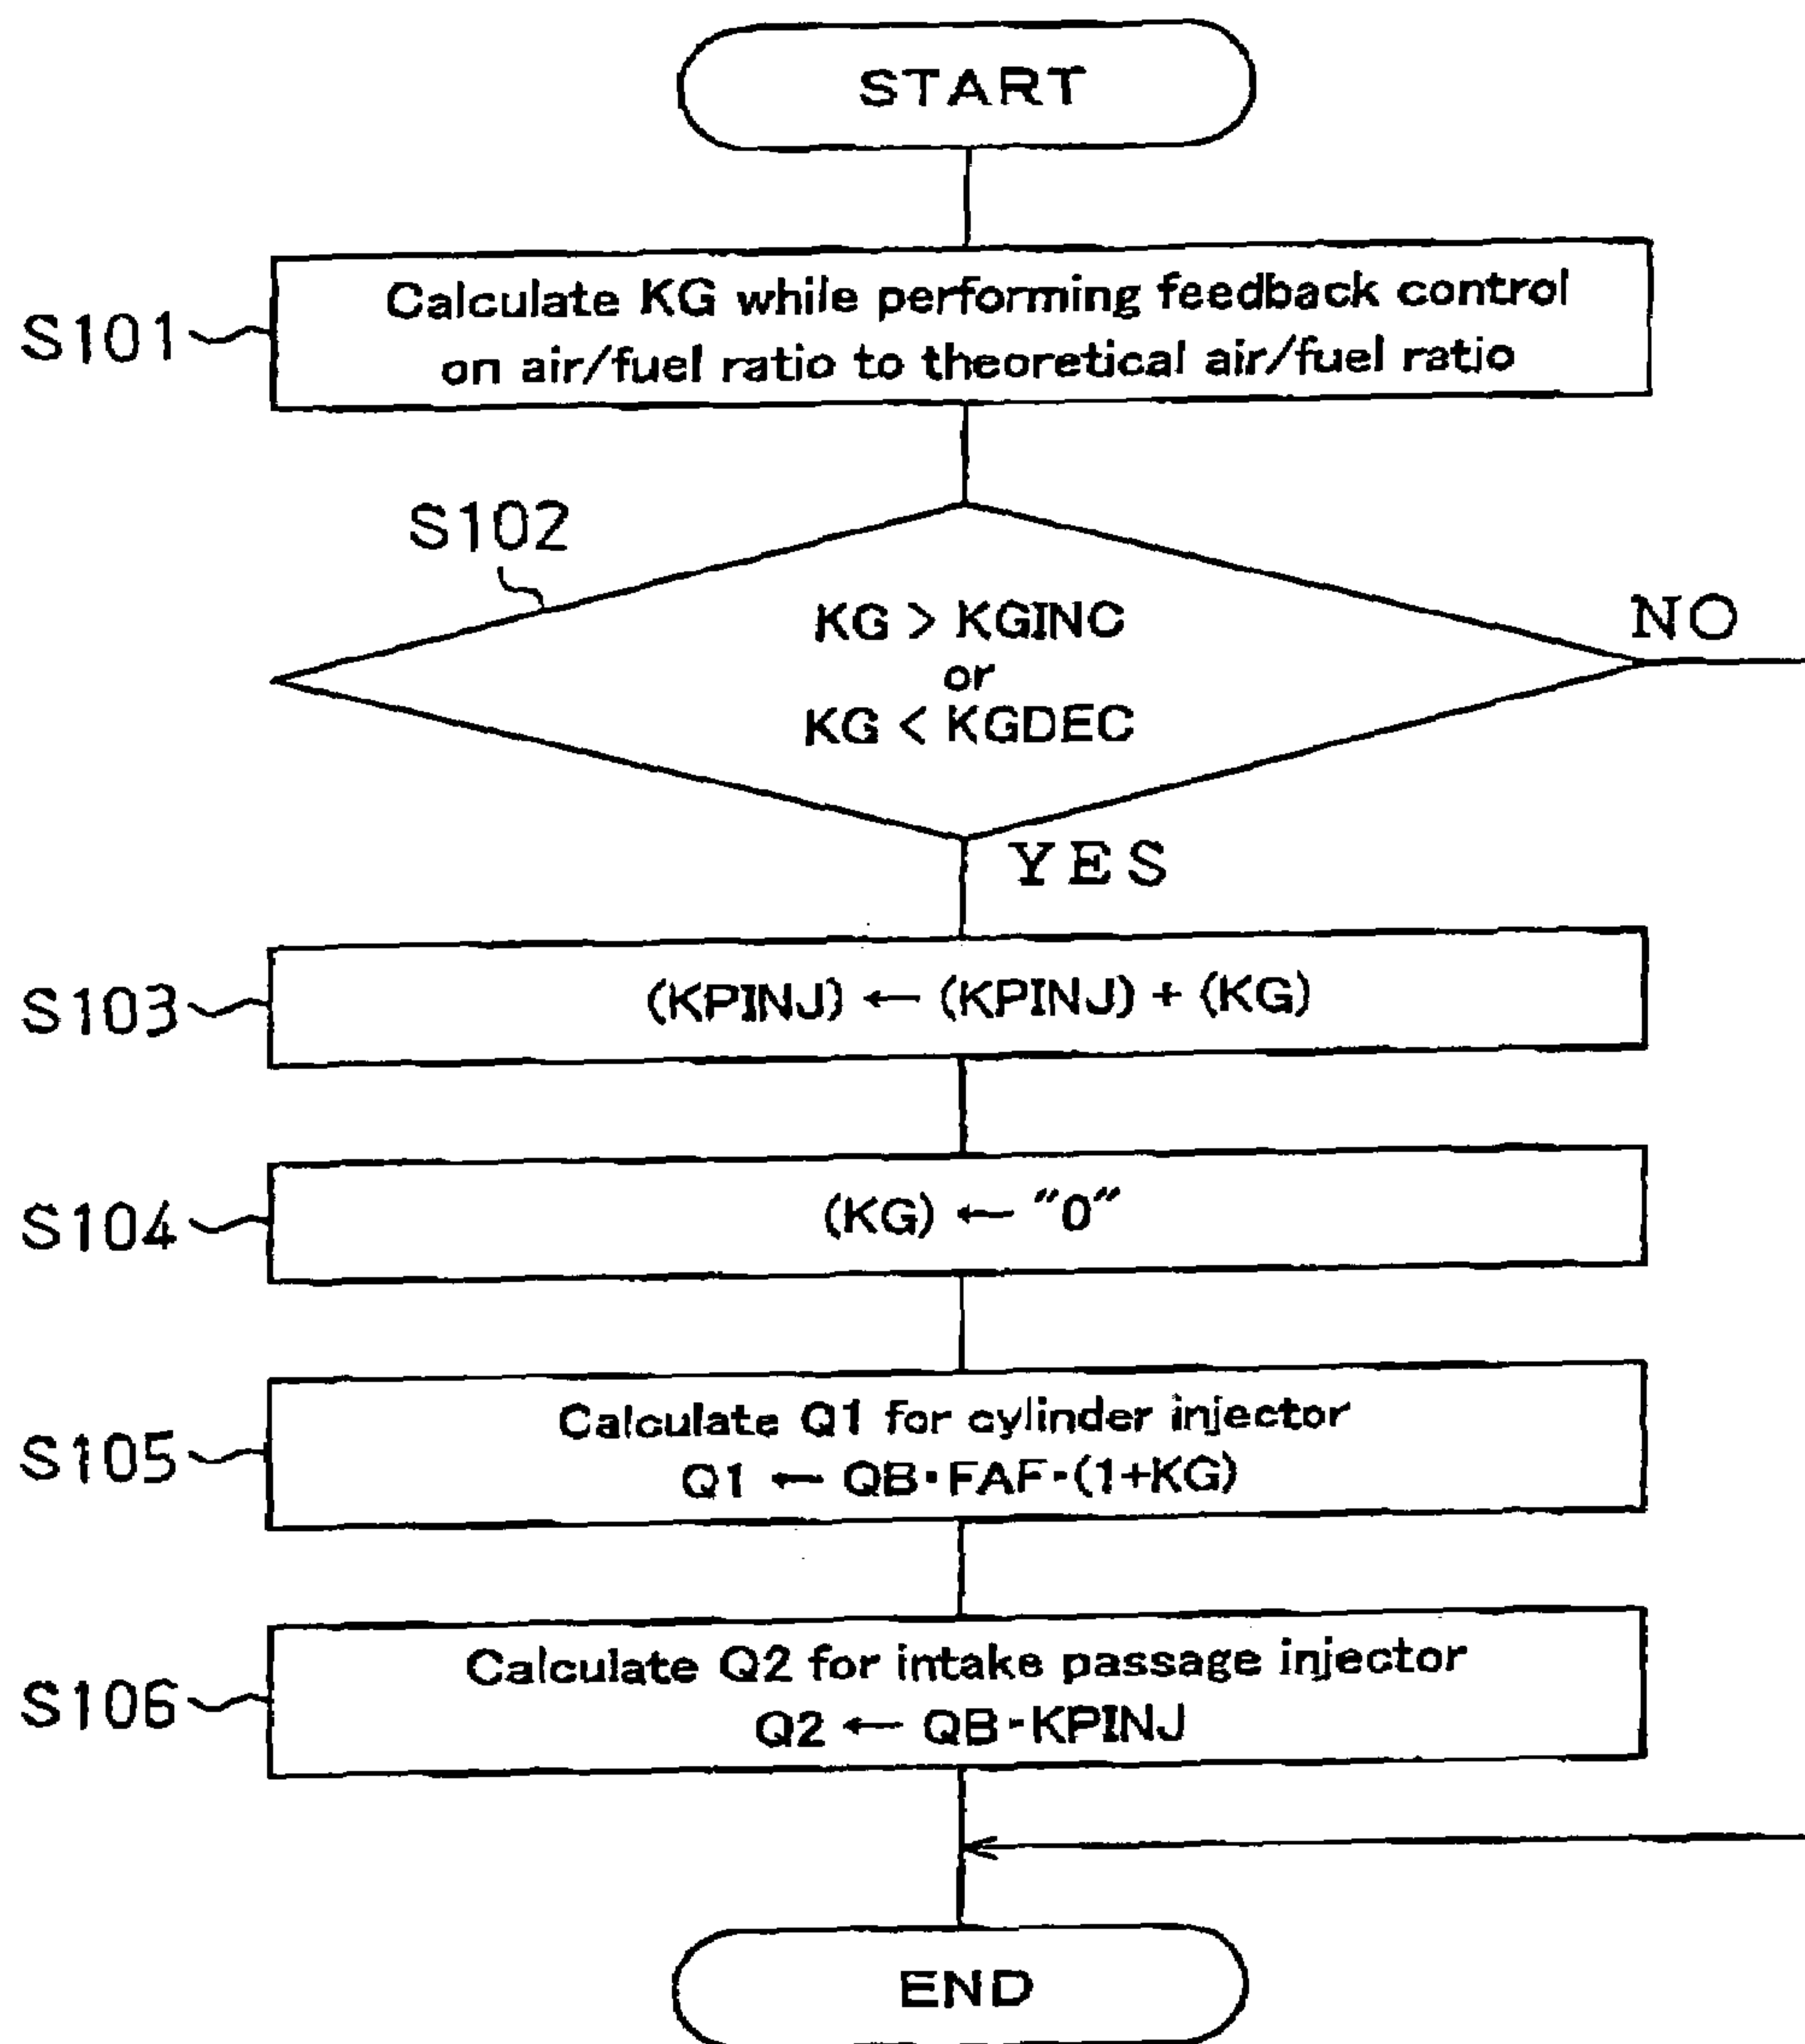 START
S101
Calculate KG while performing feedback control
on air/fuel ratio to theoretical air/fuel ratio
S102
KG > KGINC
or
KG < KGDEC
NO
YES
S103
(KPINJ) ← (KPINJ) + (KG)
S104
(KG) ← "0"
S105
Calculate Q1 for cylinder injector
Q1 ← QB·FAF·(1+KG)
S106
Calculate Q2 for intake passage injector
Q2 ← QB·KPINJ
END